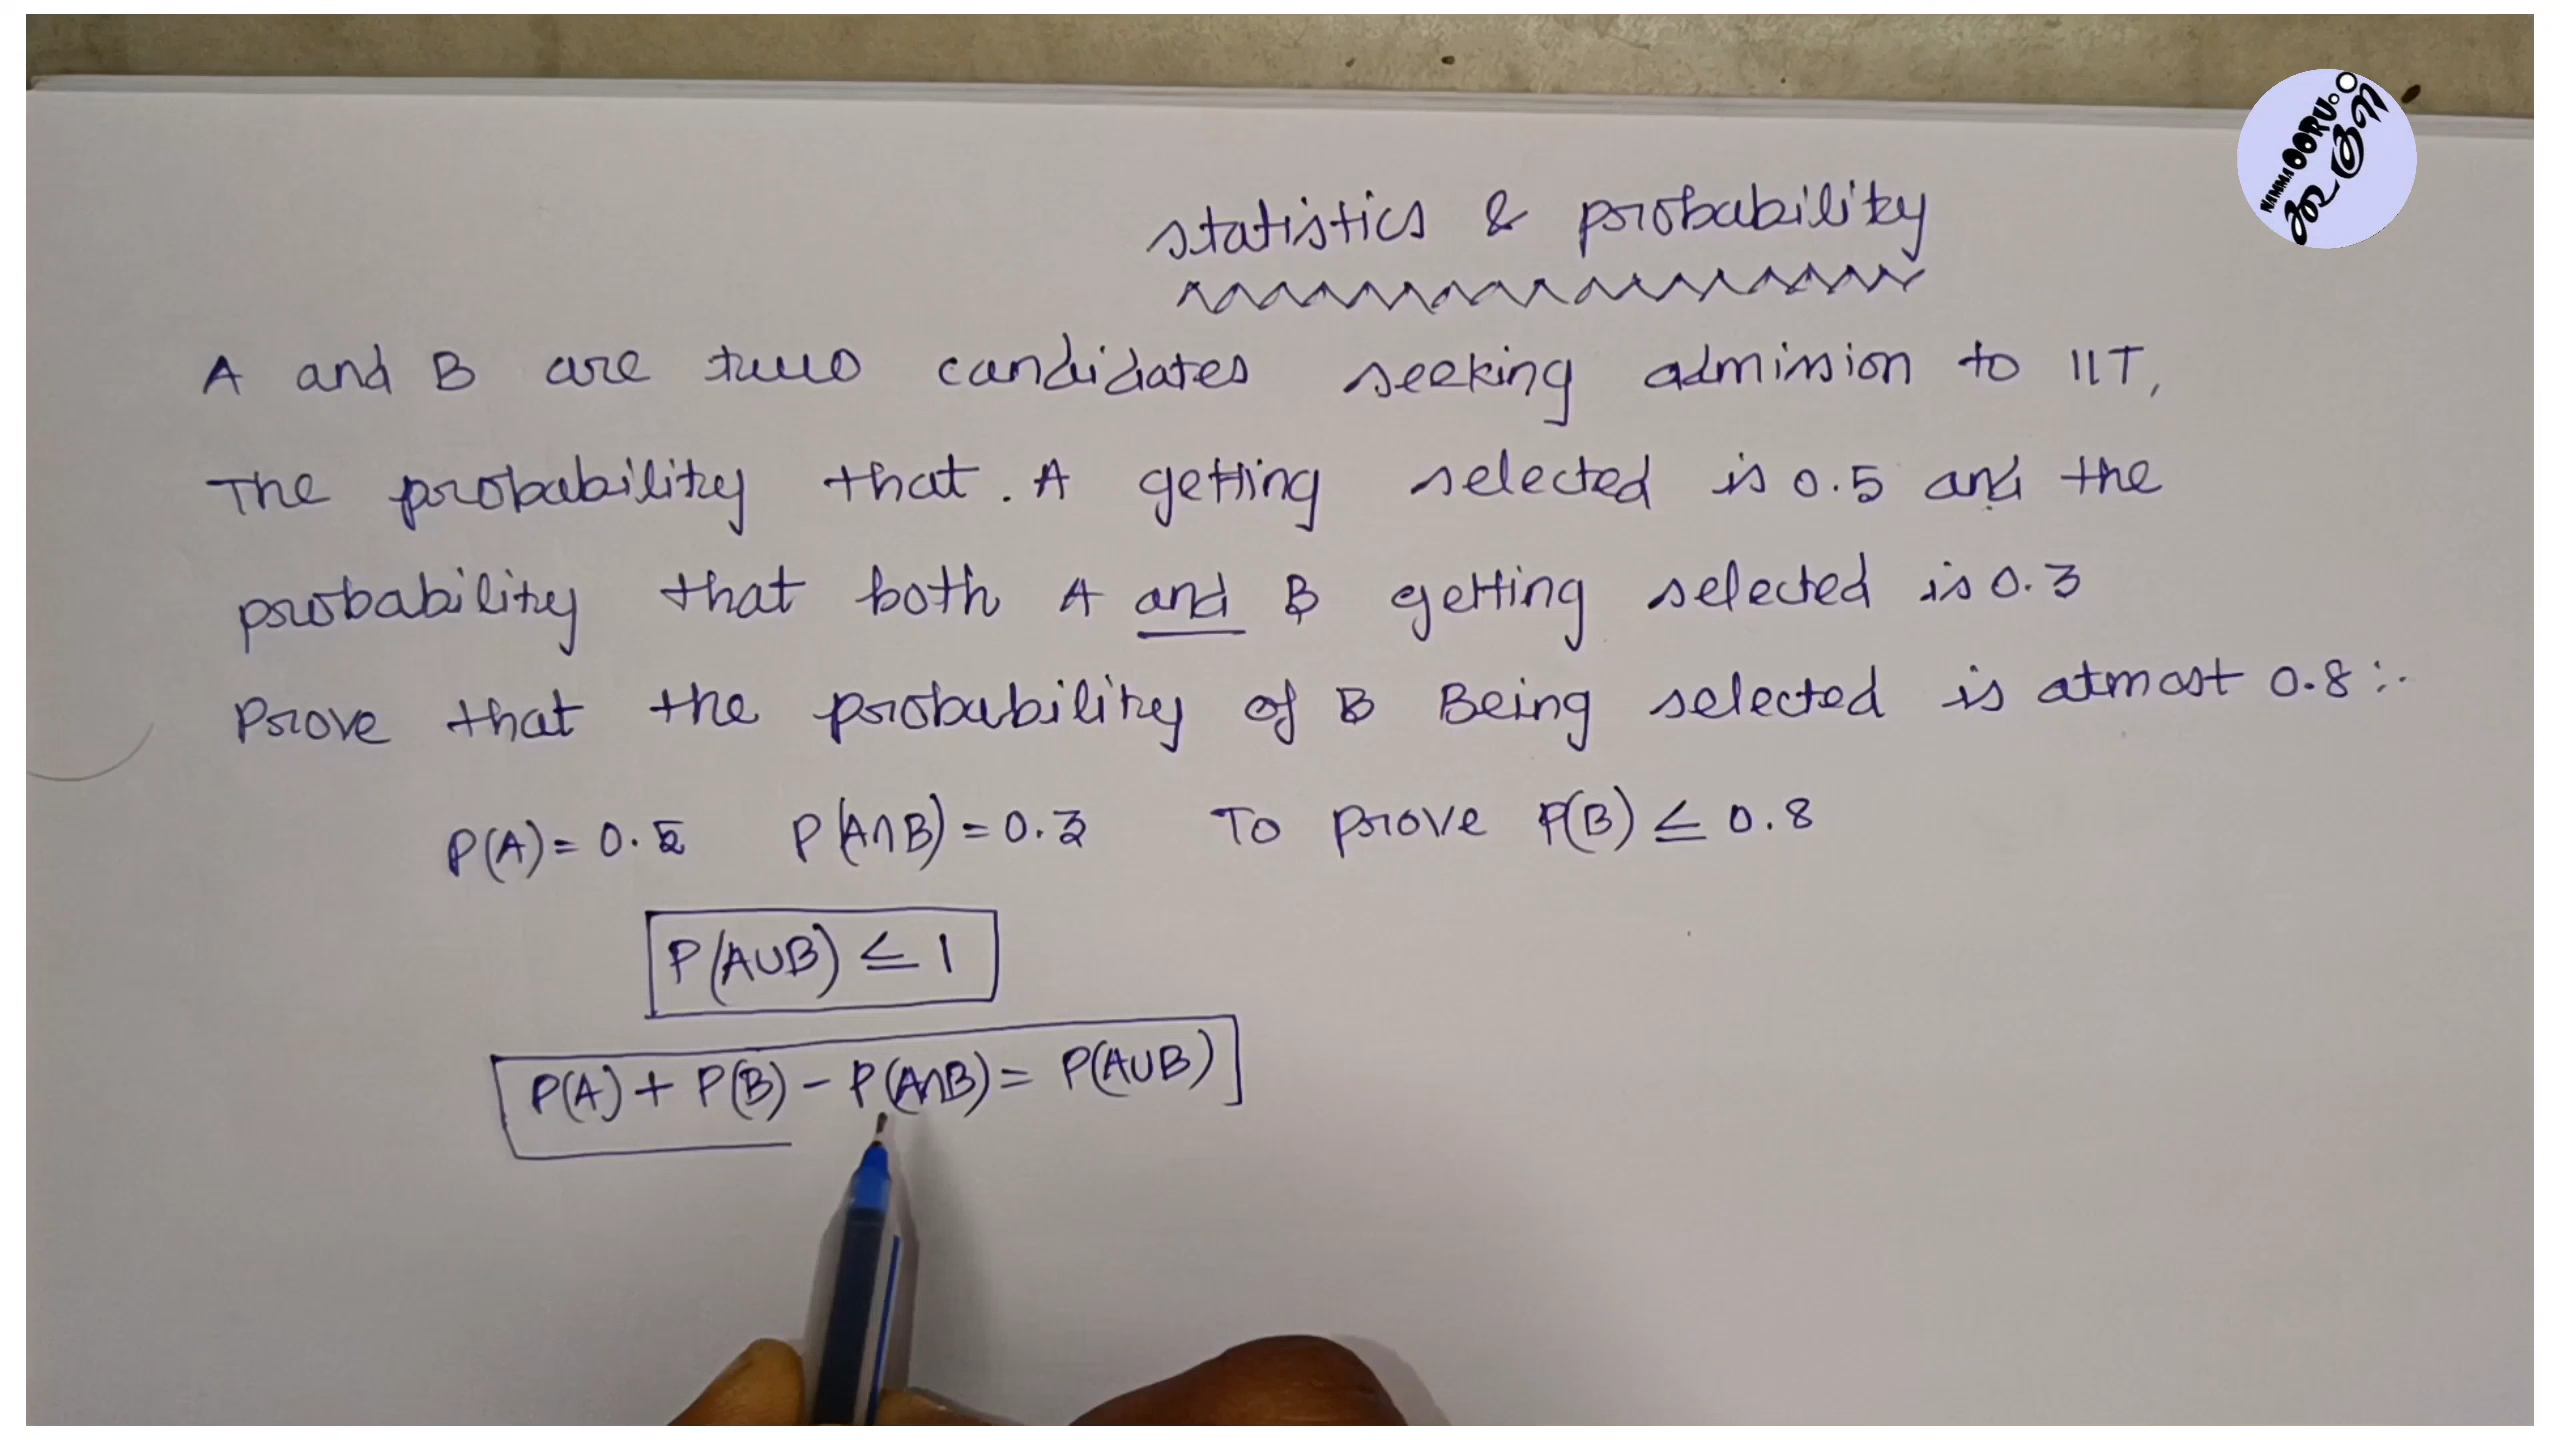 NAMMA OORU
statistics & probability
A and B are two candidates seeking admission to IIT,
The probability that . A getting selected is 0.5 and the
probability that both A and B getting selected is 0.3
Prove that the probability of B Being selected is atmost 0.8 :.
P(A) = 0.5 P(A∩B) = 0.3 To prove P(B) ≤ 0.8
P(A∪B) ≤ 1
P(A) + P(B) - P(A∩B) = P(A∪B)